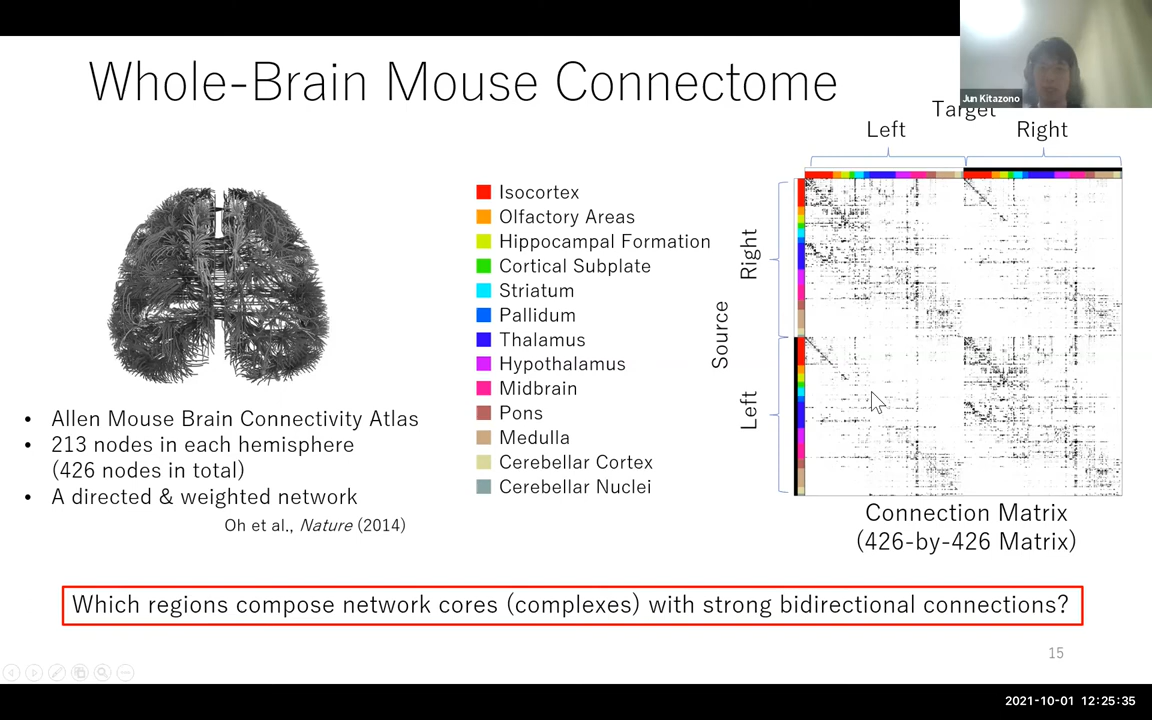 Whole-Brain Mouse Connectome
Jun Kitazono
Target
Left
Right
Isocortex
Olfactory Areas
Hippocampal Formation
Cortical Subplate
Striatum
Pallidum
Thalamus
Hypothalamus
Midbrain
Pons
Medulla
Cerebellar Cortex
Cerebellar Nuclei
Source
Right
Left
• Allen Mouse Brain Connectivity Atlas
• 213 nodes in each hemisphere
(426 nodes in total)
• A directed & weighted network
Oh et al., Nature (2014)
Connection Matrix
(426-by-426 Matrix)
Which regions compose network cores (complexes) with strong bidirectional connections?
15
2021-10-01 12:25:35